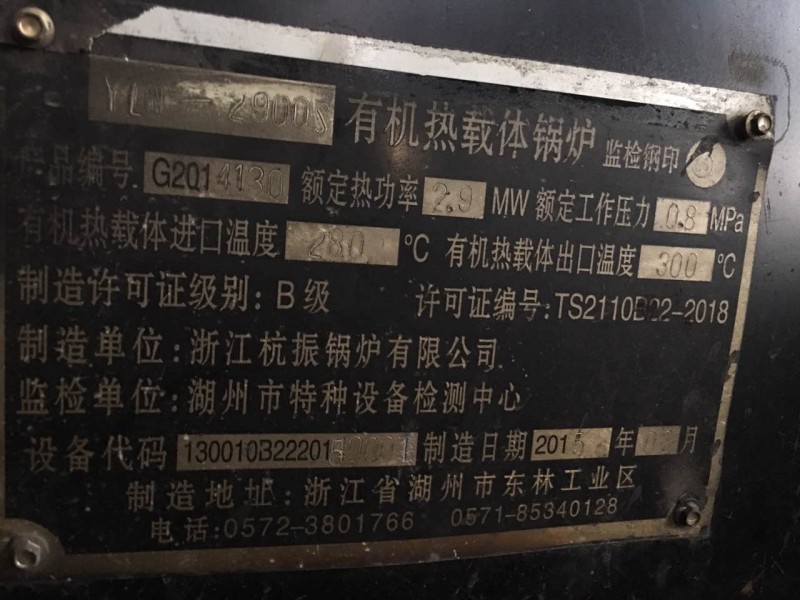 2900S 有机热载体锅炉 监检钢印
产品编号 G2014130 额定热功率 2.9 MW 额定工作压力 0.8 MPa
有机热载体进口温度 280 ℃ 有机热载体出口温度 300 ℃
制造许可证级别: B级 许可证编号: TS2110B22-2018
制造单位: 浙江杭振锅炉有限公司
监检单位: 湖州市特种设备检测中心
设备代码 制造日期 年 月
制造地址: 浙江省湖州市东林工业区
电话: 0572-3801766 0571-85340128